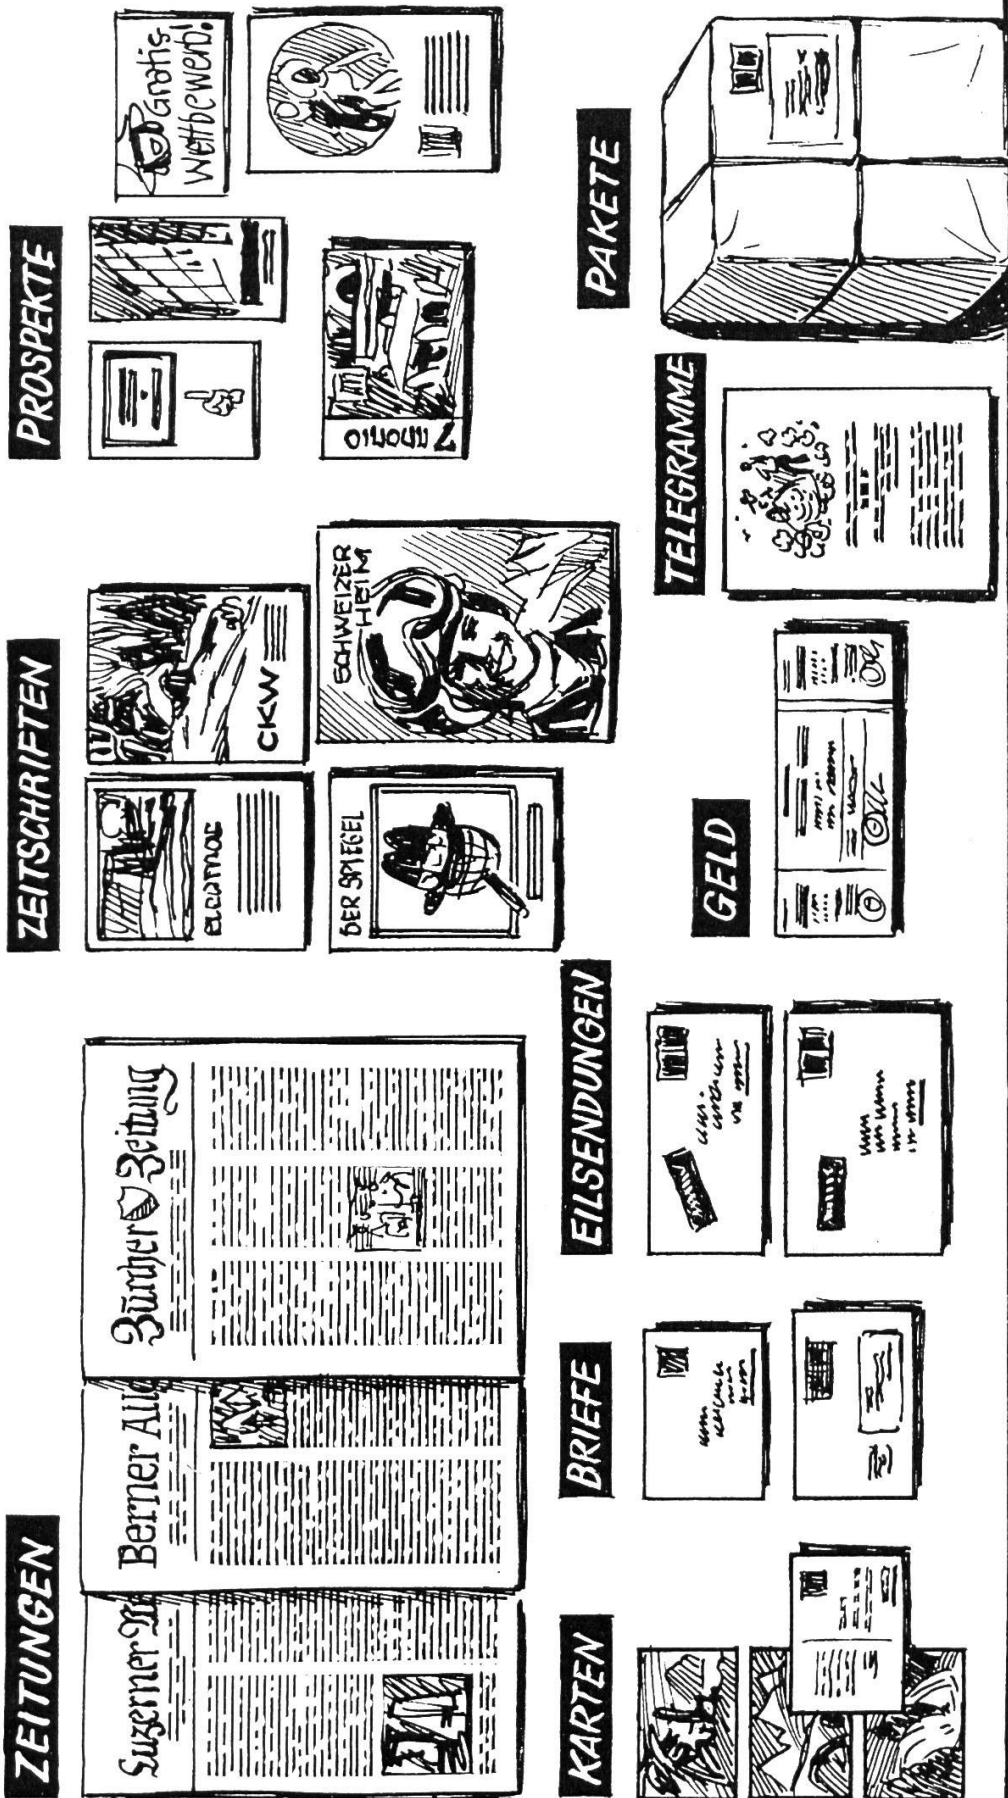 ZEITUNGEN
Luzerner
Berner
Zürcher Zeitung
ZEITSCHRIFTEN
CKW
DER SPIEGEL
SCHWEIZER
HEIM
PROSPEKTE
Gratis
Wettbewerb!
KARTEN
BRIEFE
EILSENDUNGEN
GELD
TELEGRAMME
PAKETE